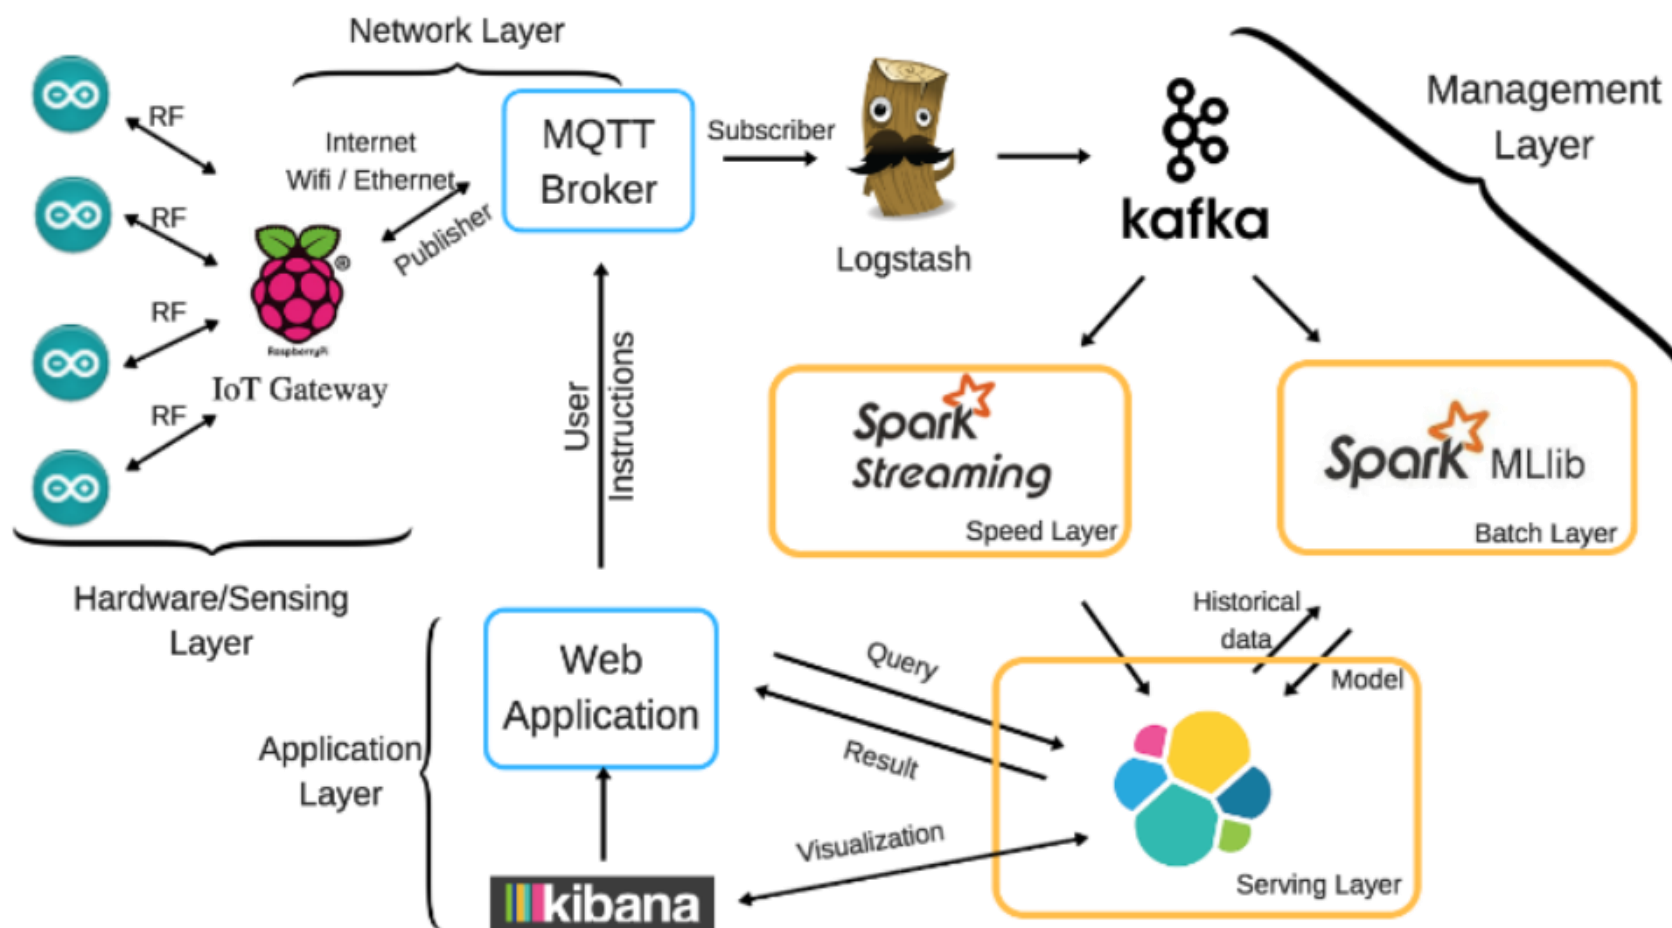 Network Layer
Management
Layer
RF
RF
RF
RF
Internet
Wifi / Ethernet
Publisher
MQTT
Broker
Subscriber
Logstash
kafka
®
RaspberryPi
IoT Gateway
User
Instructions
Spark
Streaming
Speed Layer
Spark MLlib
Batch Layer
Hardware/Sensing
Layer
Historical
data
Model
Web
Application
Query
Result
Application
Layer
Visualization
kibana
Serving Layer